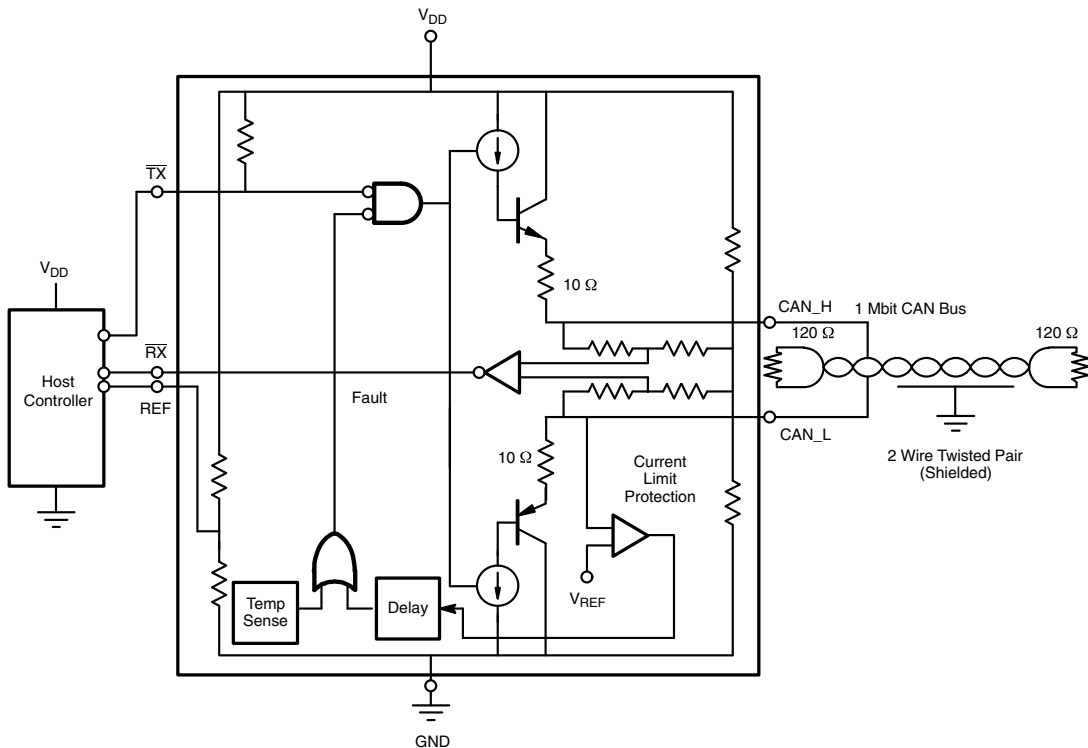 V_DD
TX
10 Ω
V_DD
CAN_H
1 Mbit CAN Bus
120 Ω
120 Ω
RX
Host
Controller
REF
Fault
CAN_L
10 Ω
Current
Limit
Protection
2 Wire Twisted Pair
(Shielded)
Temp
Sense
Delay
V_REF
GND